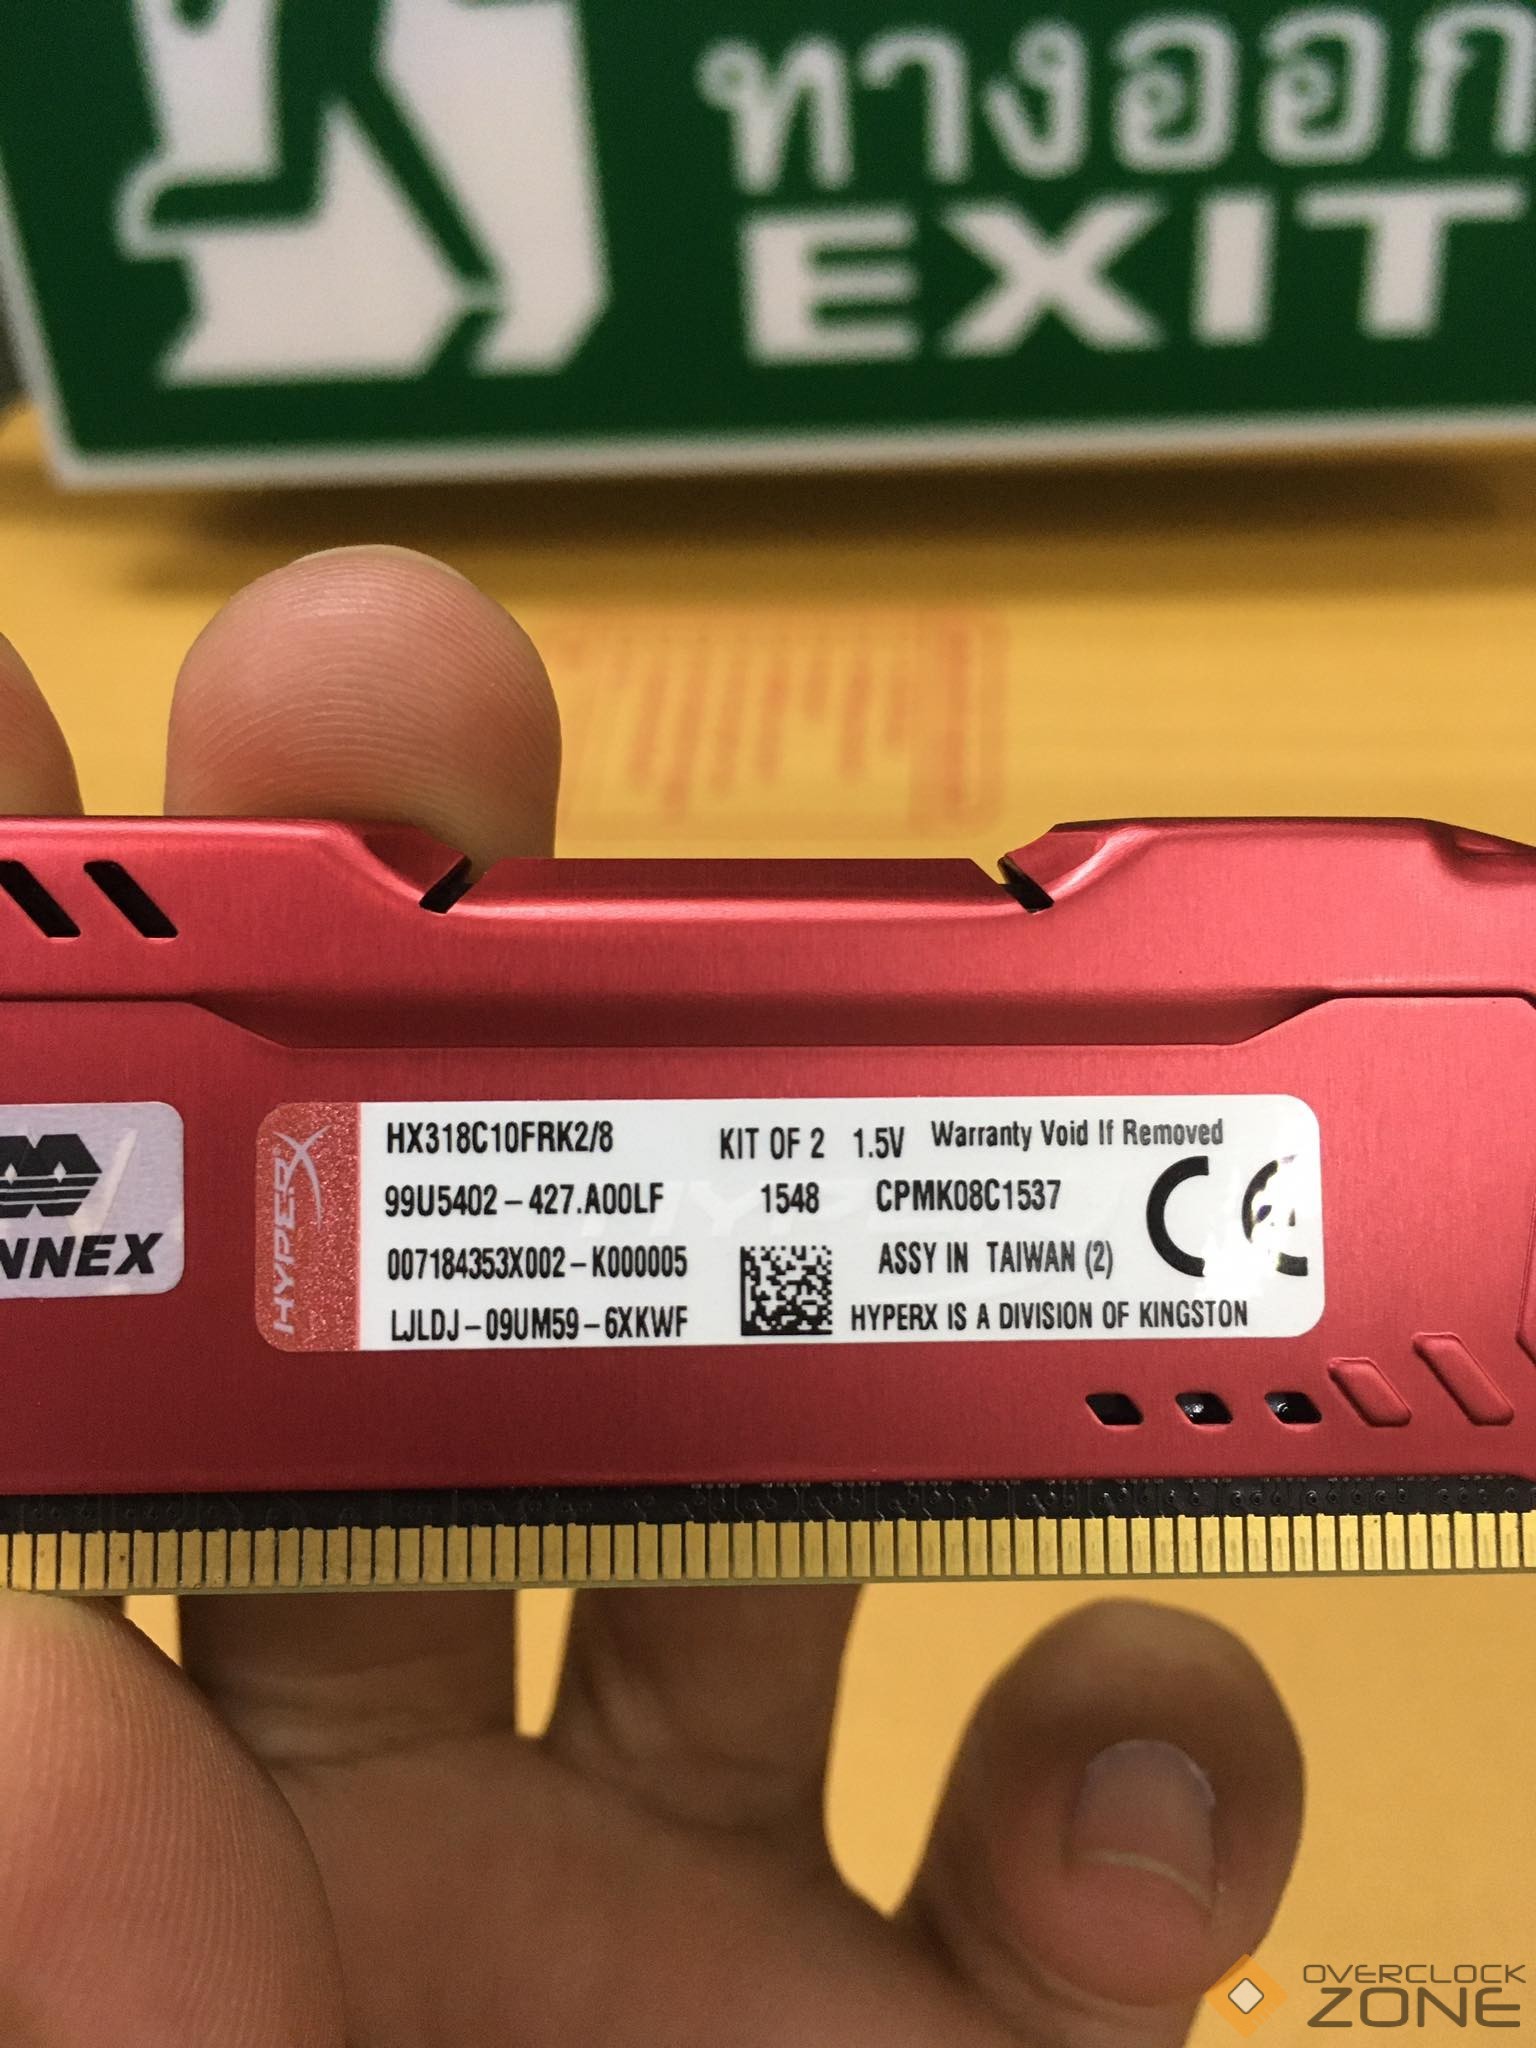 ทางออก
EXIT
NNEX
HYPERX
HX318C10FRK2/8 KIT OF 2 1.5V Warranty Void If Removed
99U5402-427.A00LF 1548 CPMK08C1537
007184353X002-K000005 ASSY IN TAIWAN (2)
LJLDJ-09UM59-6XKWF HYPERX IS A DIVISION OF KINGSTON
CE
OVERCLOCK
ZONE